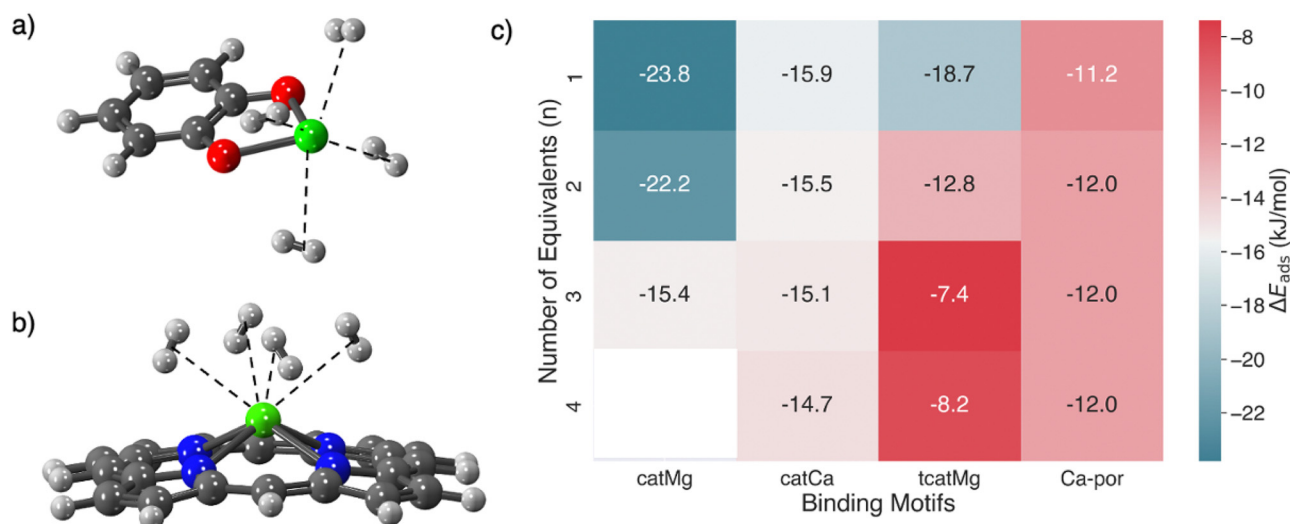 a)
b)
c)
Number of Equivalents (n)
1
-23.8
-15.9
-18.7
-11.2
2
-22.2
-15.5
-12.8
-12.0
3
-15.4
-15.1
-7.4
-12.0
4
-14.7
-8.2
-12.0
catMg
catCa
tcatMg
Ca-por
Binding Motifs
−8
−10
−12
−14
−16
−18
−20
−22
ΔE_ads (kJ/mol)